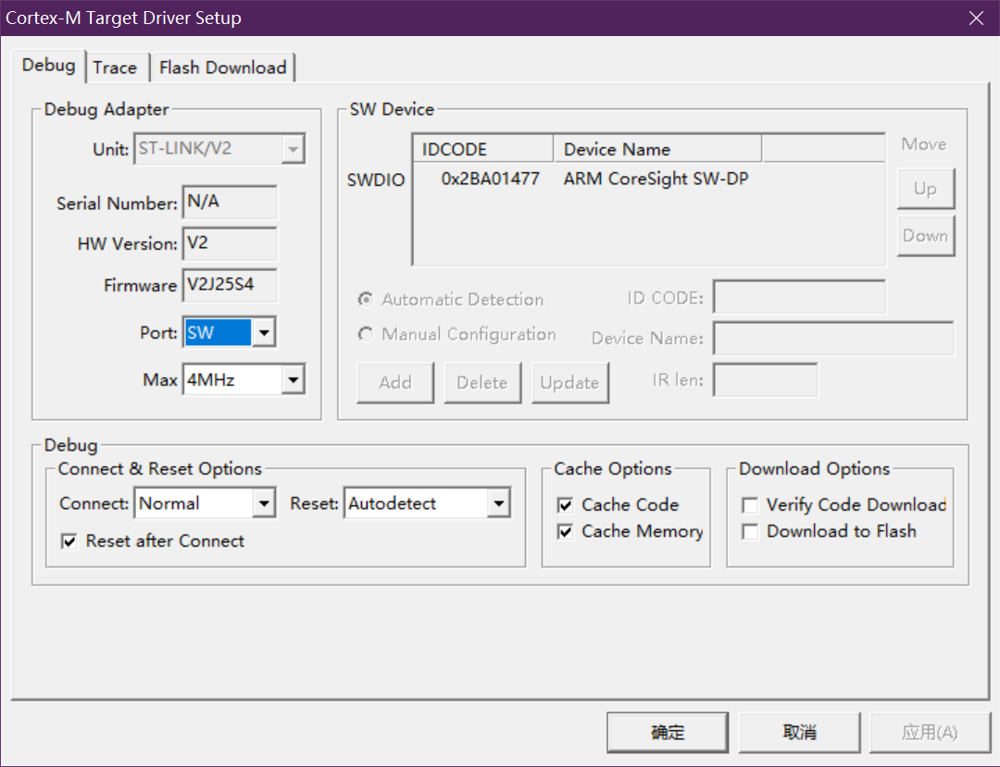 Cortex-M Target Driver Setup
Debug Trace Flash Download
Debug Adapter
Unit: ST-LINK/V2
Serial Number: N/A
HW Version: V2
Firmware V2J25S4
Port: SW
Max 4MHz
SW Device
IDCODE Device Name
SWDIO 0x2BA01477 ARM CoreSight SW-DP
Move
Up
Down
Automatic Detection ID CODE:
Manual Configuration Device Name:
Add Delete Update IR len:
Debug
Connect & Reset Options
Connect: Normal Reset: Autodetect
Reset after Connect
Cache Options
Cache Code
Cache Memory
Download Options
Verify Code Download
Download to Flash
确定 取消 应用(A)